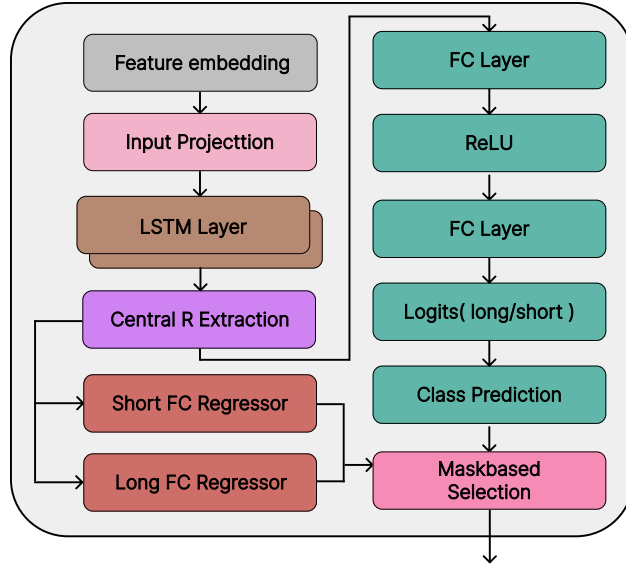 Feature embedding
Input Projecttion
LSTM Layer
Central R Extraction
Short FC Regressor
Long FC Regressor
FC Layer
ReLU
FC Layer
Logits( long/short )
Class Prediction
Maskbased
Selection